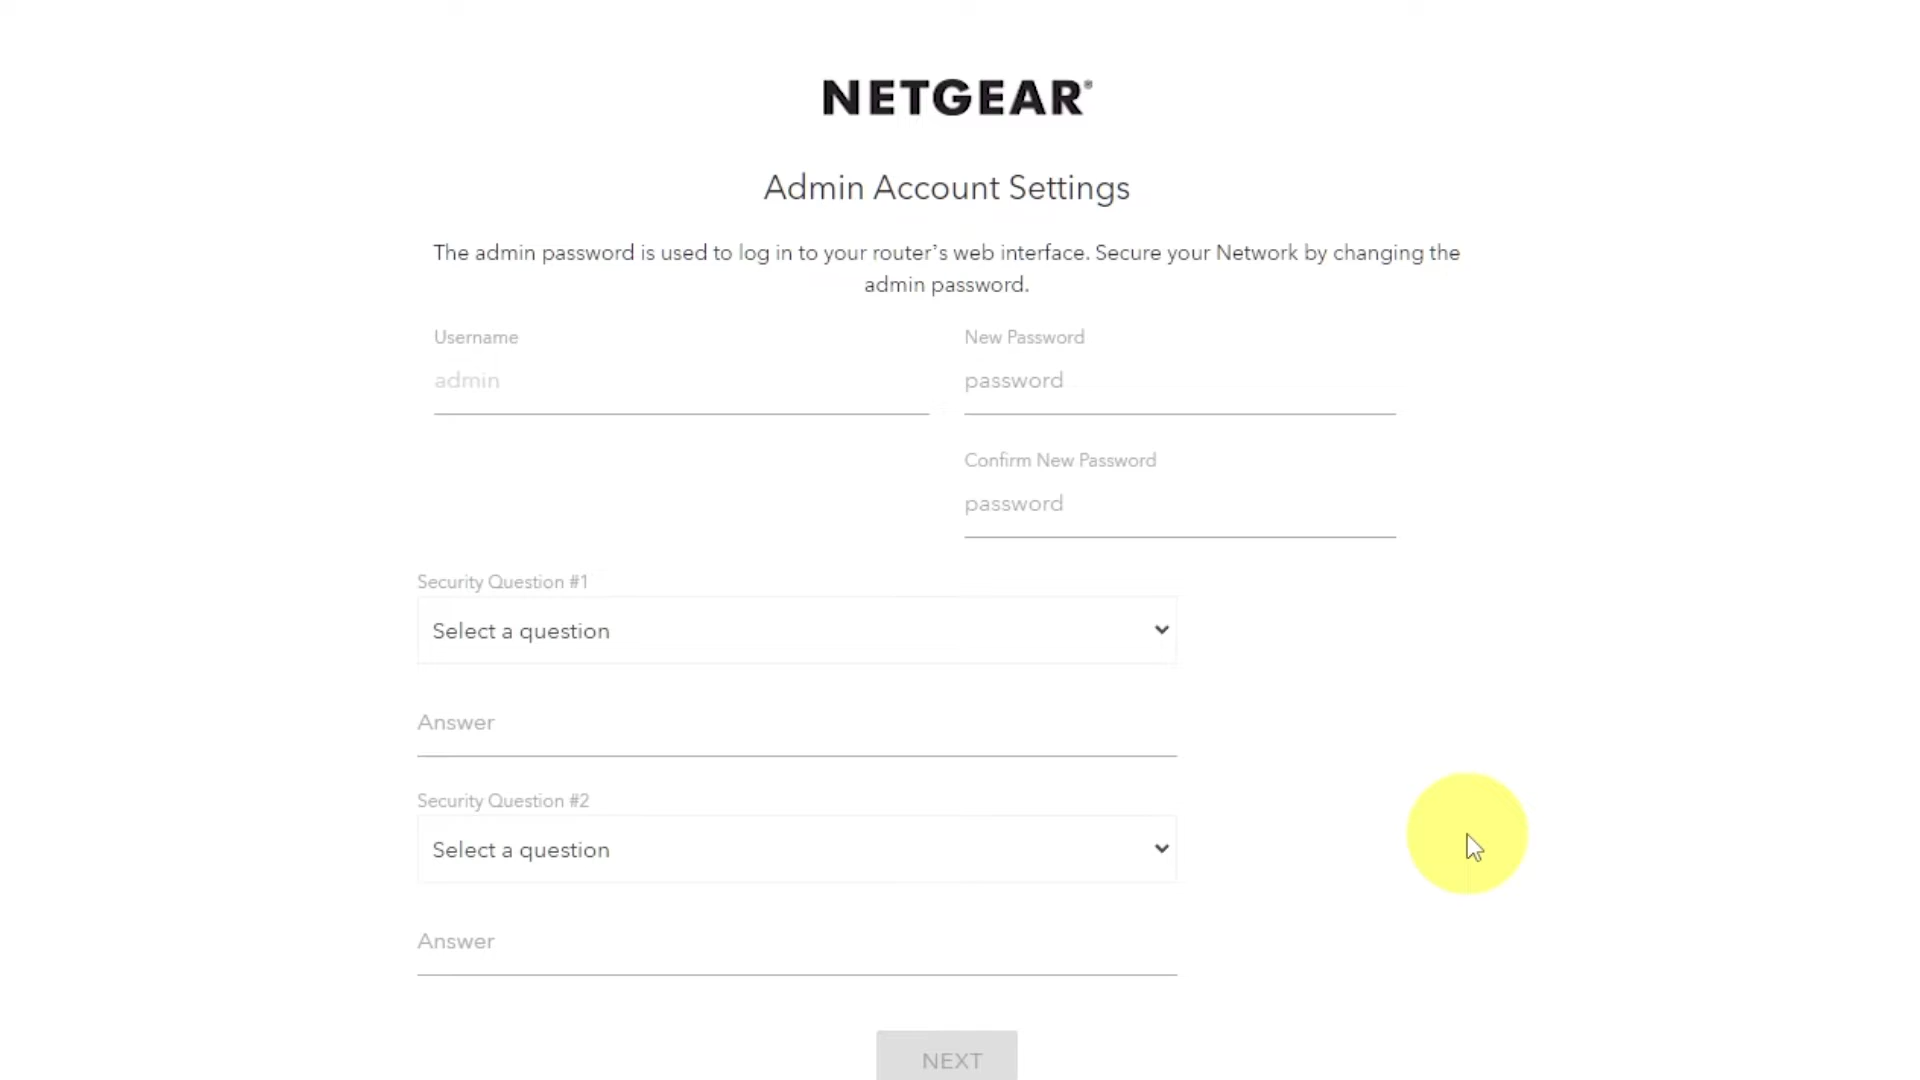 NETGEAR®
Admin Account Settings
The admin password is used to log in to your router’s web interface. Secure your Network by changing the
admin password.
Username
New Password
admin
password
Confirm New Password
password
Security Question #1
Select a question
Answer
Security Question #2
Select a question
Answer
NEXT